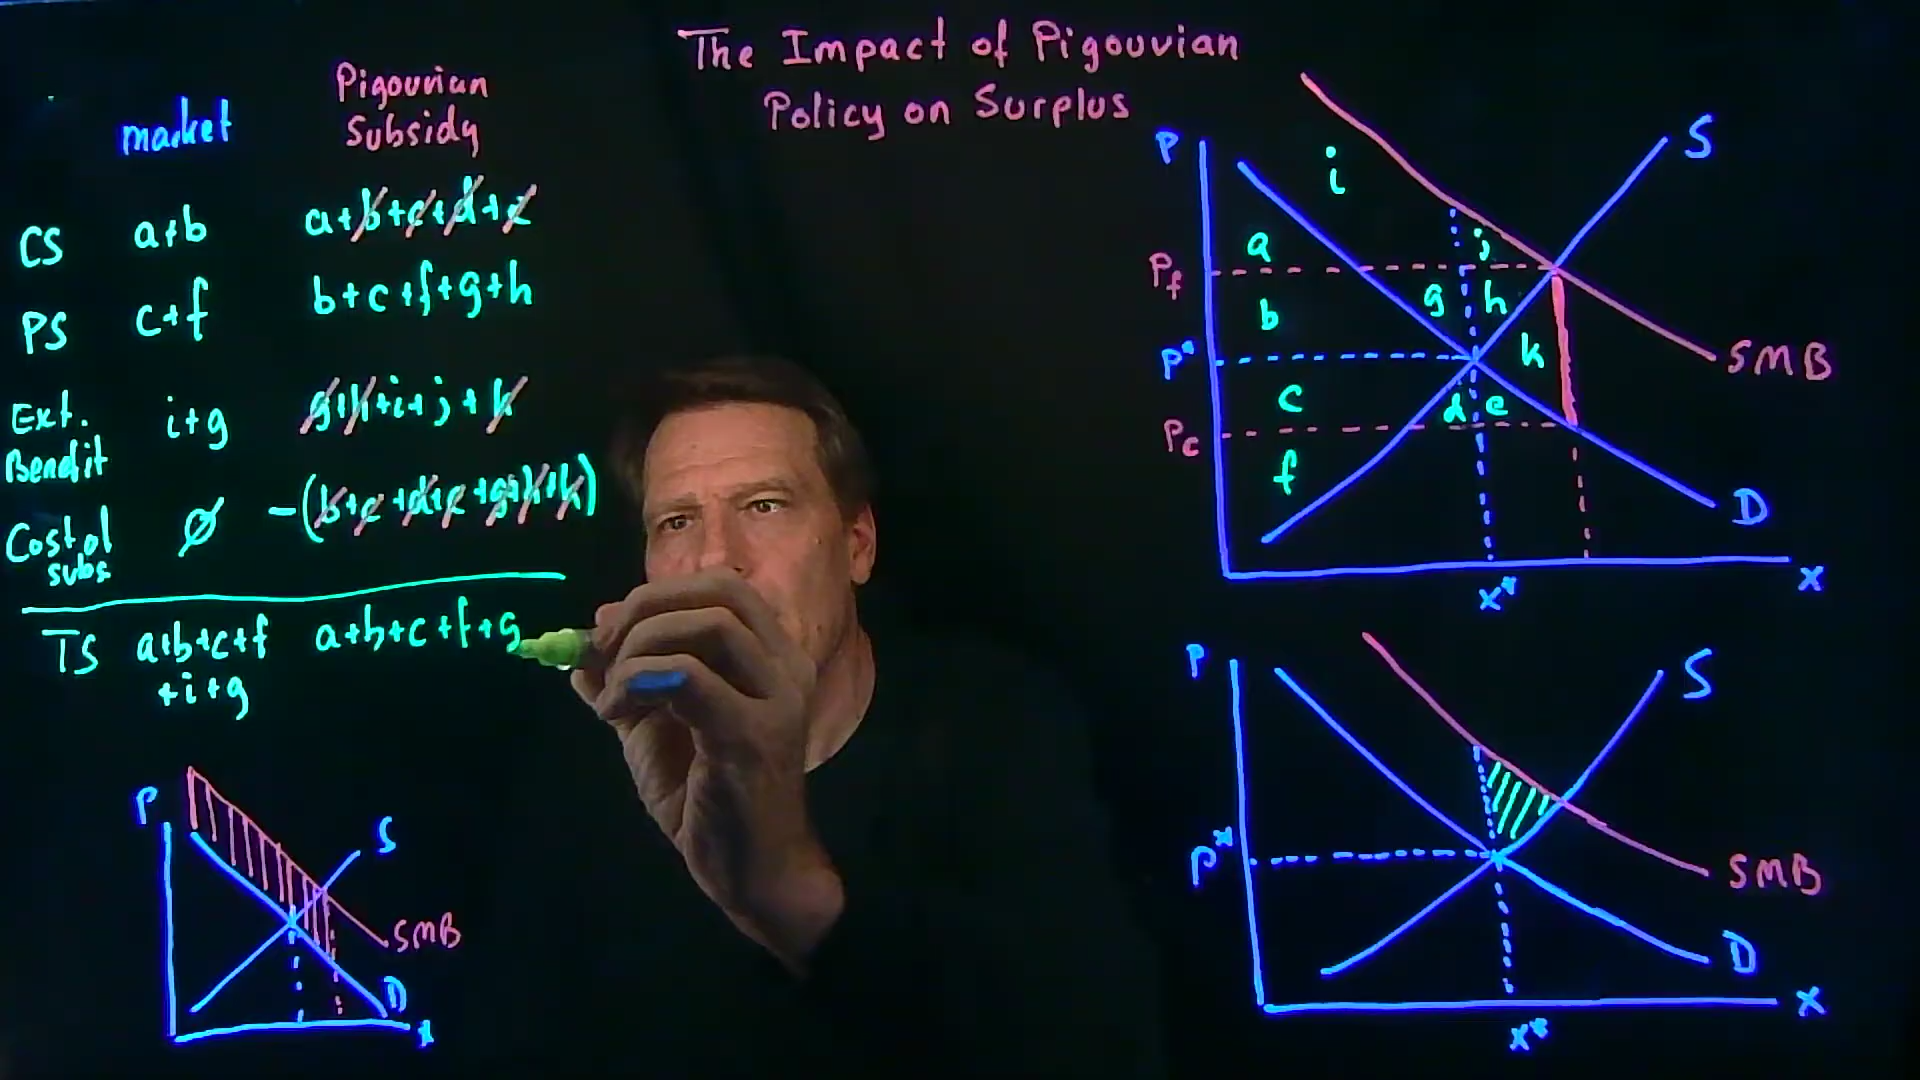 The Impact of Pigouvian
Policy on Surplus
market
Pigouvian
Subsidy
CS a+b a+b+c+d+e
PS c+f b+c+f+g+h
Ext.
Benefit i+g g+h+i+j+k
Cost of
subs ∅ -(b+c+d+e+g+h+k)
TS a+b+c+f a+b+c+f+g
+i+g
P
S
SMB
D
x
P
S
i
a
j
Pf
g
h
b
P*
k
SMB
c
d
e
Pc
f
D
x
x*
P
S
P*
SMB
D
x
x*